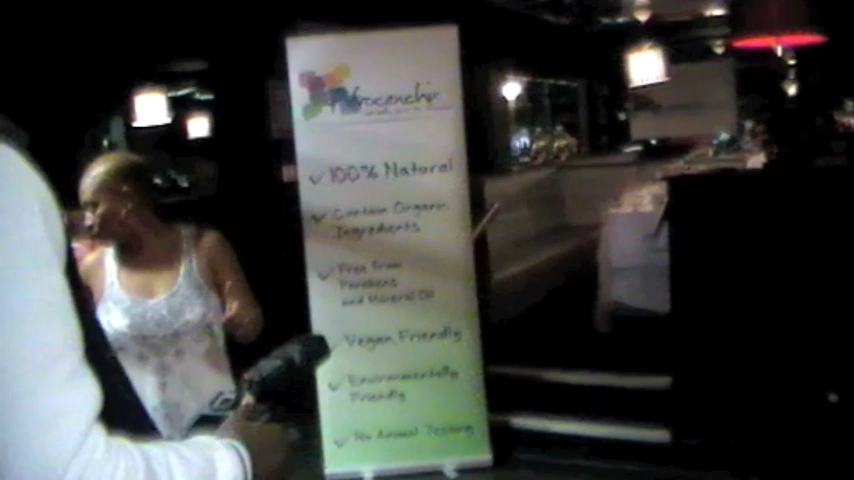 Afrocenchix
100% Natural
Contain Organic
Ingredients
Free from
Parabens
and Mineral Oil
Vegan Friendly
Environmentally
Friendly
No Animal Testing